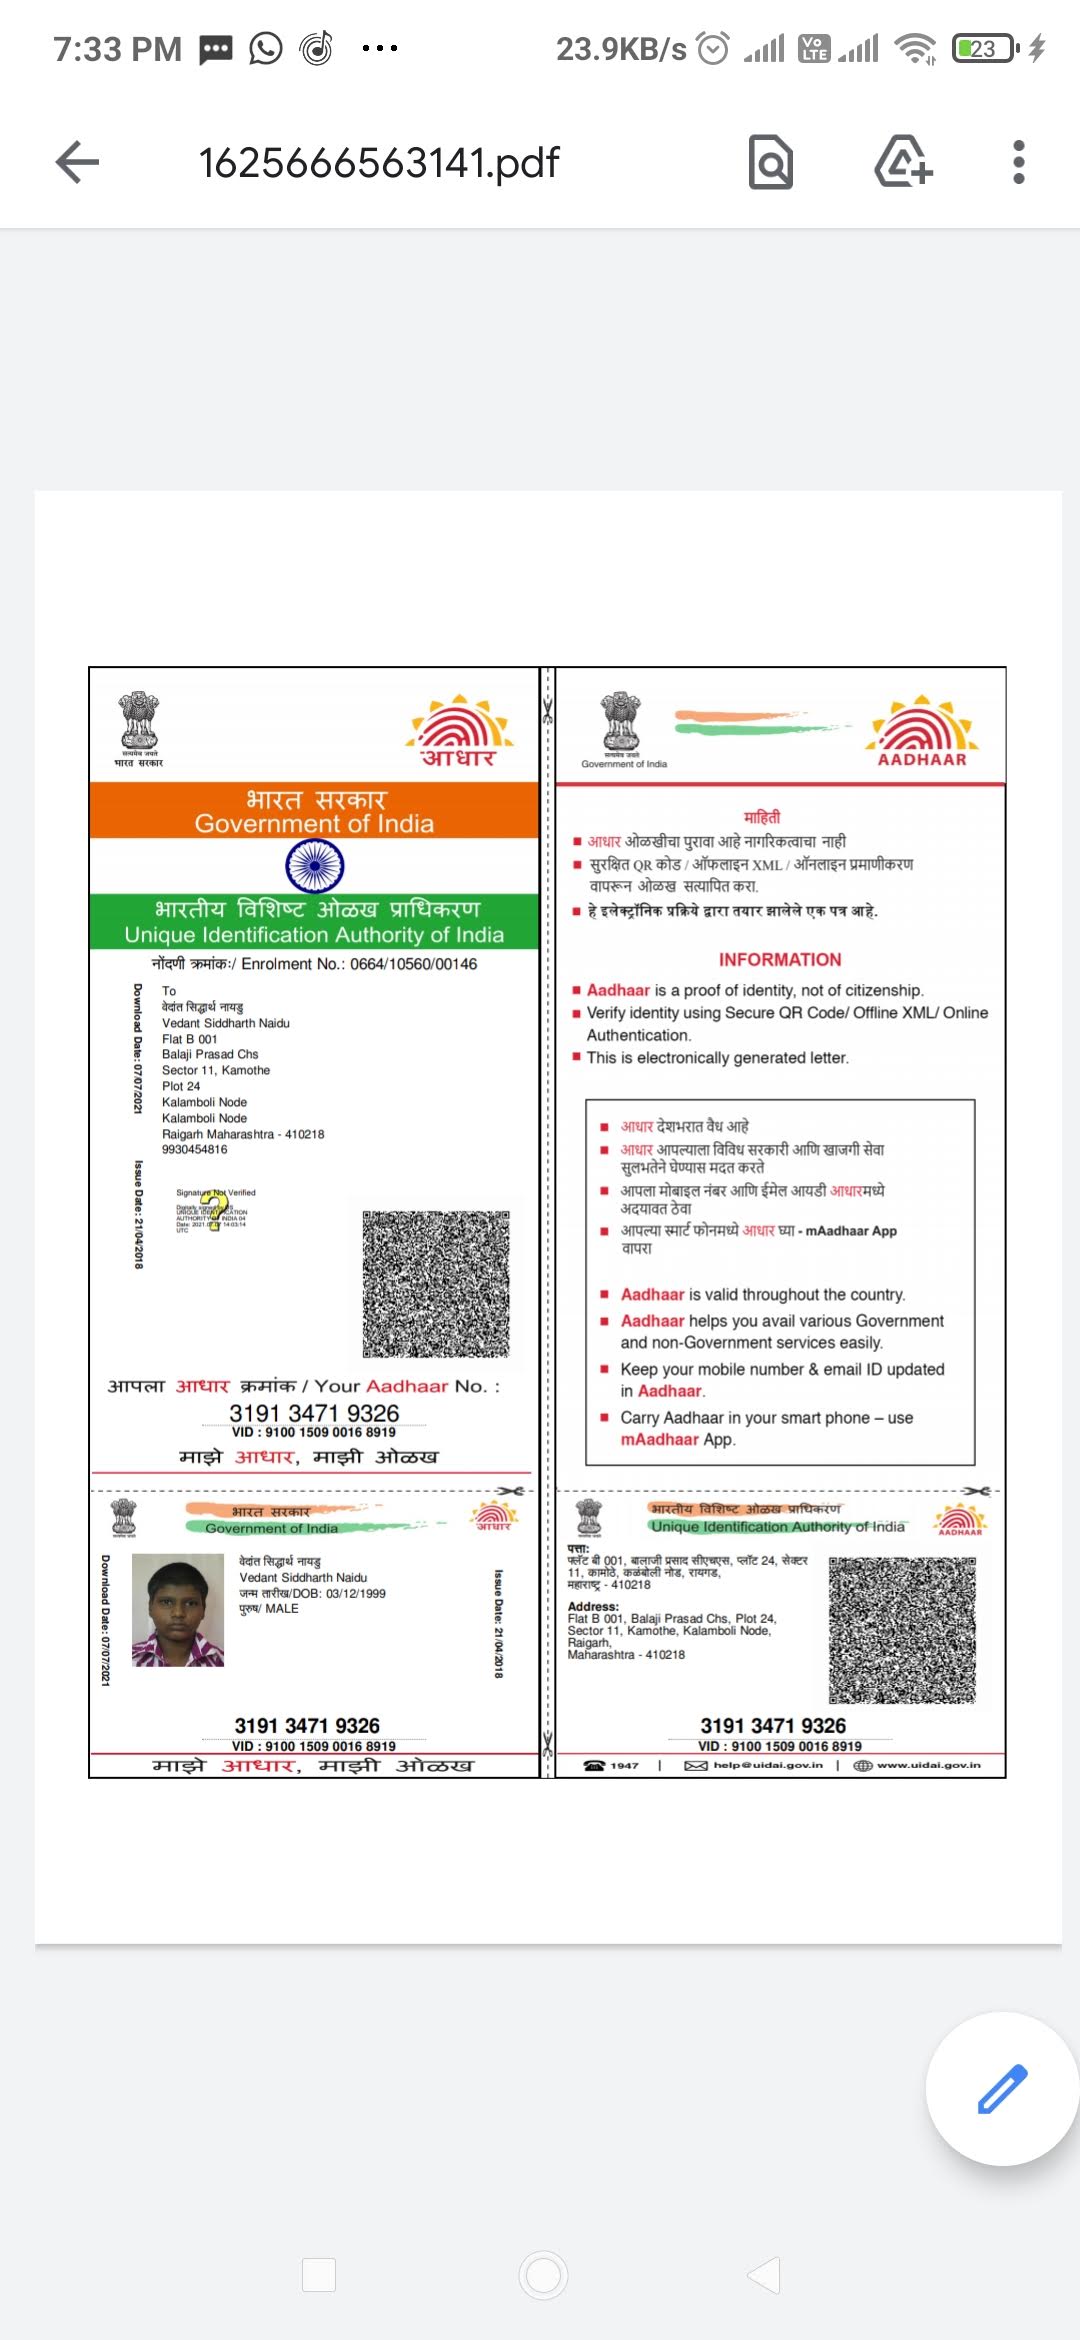 7:33 PM
23.9KB/s
Vo LTE
23
1625666563141.pdf
सत्यमेव जयते
भारत सरकार
आधार
भारत सरकार
Government of India
भारतीय विशिष्ट ओळख प्राधिकरण
Unique Identification Authority of India
नोंदणी क्रमांक:/ Enrolment No.: 0664/10560/00146
Download Date: 07/07/2021
Issue Date: 21/04/2018
To
वेदांत सिद्धार्थ नायडु
Vedant Siddharth Naidu
Flat B 001
Balaji Prasad Chs
Sector 11, Kamothe
Plot 24
Kalamboli Node
Kalamboli Node
Raigarh Maharashtra - 410218
9930454816
Signature Not Verified
आपला आधार क्रमांक / Your Aadhaar No. :
3191 3471 9326
VID : 9100 1509 0016 8919
माझे आधार, माझी ओळख
सत्यमेव जयते
Government of India
AADHAAR
माहिती
आधार ओळखीचा पुरावा आहे नागरिकत्वाचा नाही
सुरक्षित QR कोड / ऑफलाइन XML / ऑनलाइन प्रमाणीकरण
वापरून ओळख सत्यापित करा.
हे इलेक्ट्रॉनिक प्रक्रिये द्वारा तयार झालेले एक पत्र आहे.
INFORMATION
Aadhaar is a proof of identity, not of citizenship.
Verify identity using Secure QR Code/ Offline XML/ Online
Authentication.
This is electronically generated letter.
आधार देशभरात वैध आहे
आधार आपल्याला विविध सरकारी आणि खाजगी सेवा
सुलभतेने घेण्यास मदत करते
आपला मोबाइल नंबर आणि ईमेल आयडी आधारमध्ये
अदयावत ठेवा
आपल्या स्मार्ट फोनमध्ये आधार घ्या - mAadhaar App
वापरा
Aadhaar is valid throughout the country.
Aadhaar helps you avail various Government
and non-Government services easily.
Keep your mobile number & email ID updated
in Aadhaar.
Carry Aadhaar in your smart phone – use
mAadhaar App.
भारत सरकार
Government of India
आधार
Download Date: 07/07/2021
वेदांत सिद्धार्थ नायडु
Vedant Siddharth Naidu
जन्म तारीख/DOB: 03/12/1999
पुरुष/ MALE
Issue Date: 21/04/2018
3191 3471 9326
VID : 9100 1509 0016 8919
माझे आधार, माझी ओळख
भारतीय विशिष्ट ओळख प्राधिकरण
Unique Identification Authority of India
AADHAAR
पत्ता:
फ्लॅट बी 001, बालाजी प्रसाद सीएचएस, प्लॉट 24, सेक्टर
11, कामोठे, कळंबोली नोड, रायगड,
महाराष्ट्र - 410218
Address:
Flat B 001, Balaji Prasad Chs, Plot 24,
Sector 11, Kamothe, Kalamboli Node,
Raigarh,
Maharashtra - 410218
3191 3471 9326
VID : 9100 1509 0016 8919
1947 | help@uidai.gov.in | www.uidai.gov.in